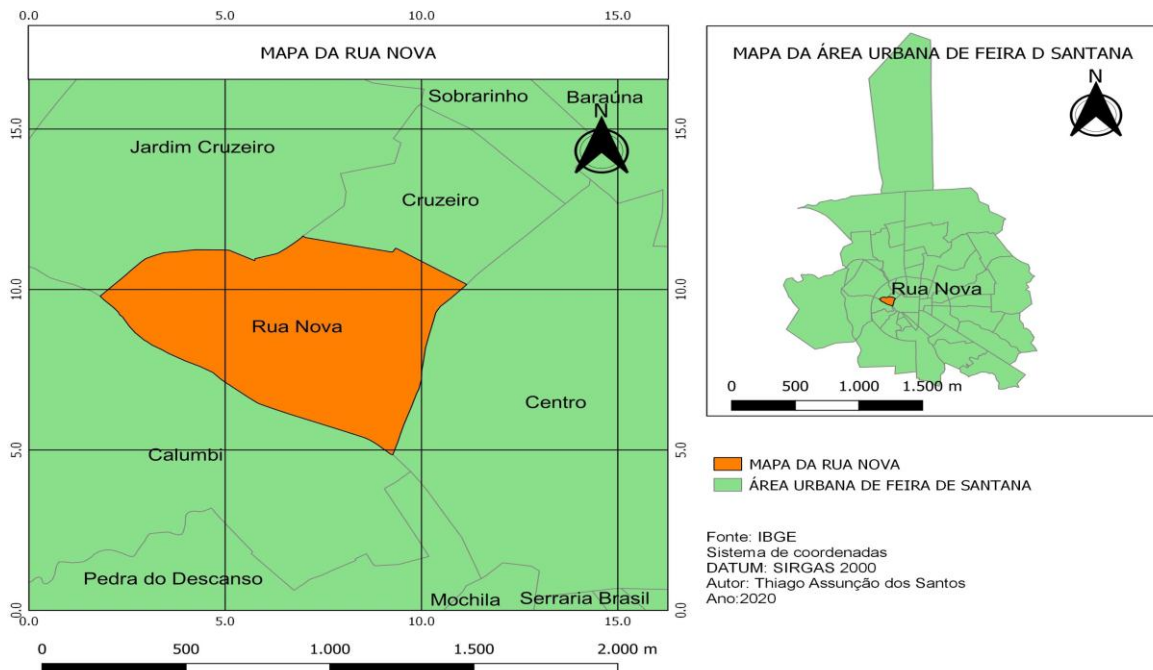 0.0 5.0 10.0 15.0
MAPA DA RUA NOVA
Sobrarinho
Baraúna
N
15.0 15.0
Jardim Cruzeiro
Cruzeiro
10.0 10.0
Rua Nova
Centro
5.0 5.0
Calumbi
Pedra do Descanso
Mochila
Serraria Brasil
0.0 0.0
0.0 5.0 10.0 15.0
0 500 1.000 1.500 2.000 m
MAPA DA ÁREA URBANA DE FEIRA D SANTANA
N
Rua Nova
0 500 1.000 1.500 m
MAPA DA RUA NOVA
ÁREA URBANA DE FEIRA DE SANTANA
Fonte: IBGE
Sistema de coordenadas
DATUM: SIRGAS 2000
Autor: Thiago Assunção dos Santos
Ano:2020